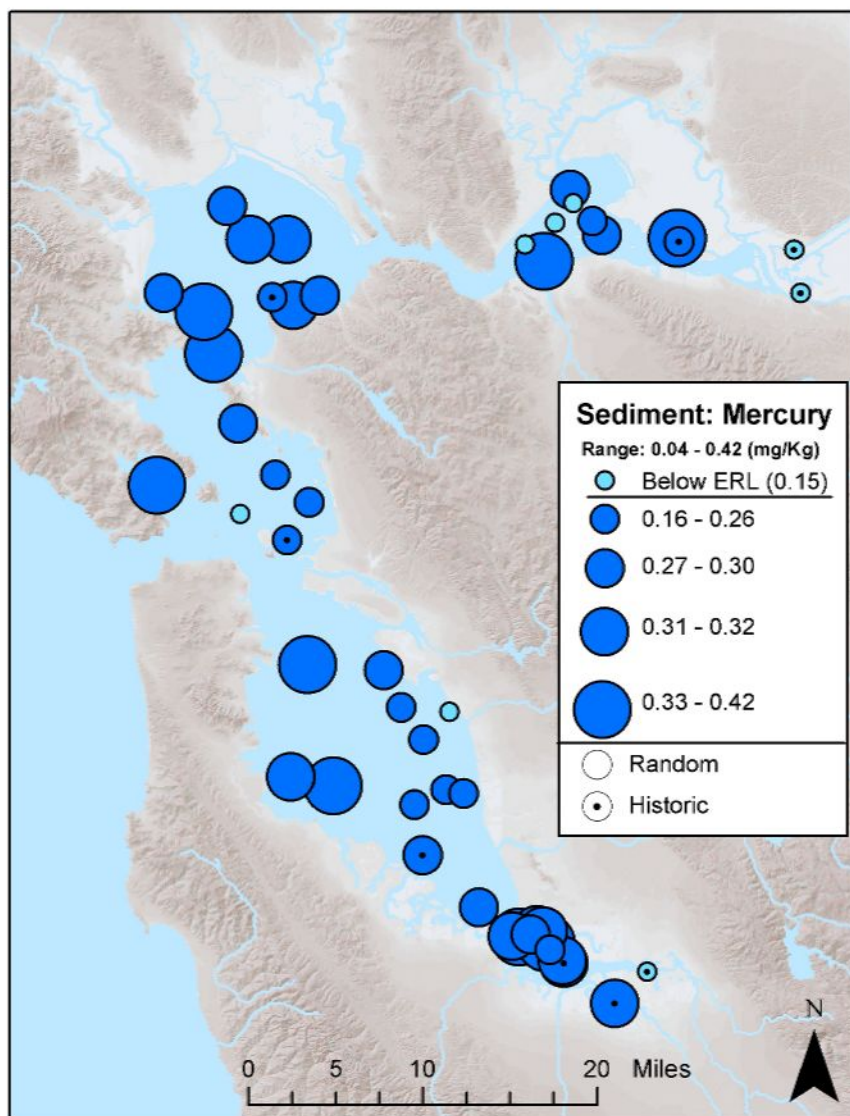 Sediment: Mercury
Range: 0.04 - 0.42 (mg/Kg)
Below ERL (0.15)
0.16 - 0.26
0.27 - 0.30
0.31 - 0.32
0.33 - 0.42
Random
Historic
N
0 5 10 20 Miles